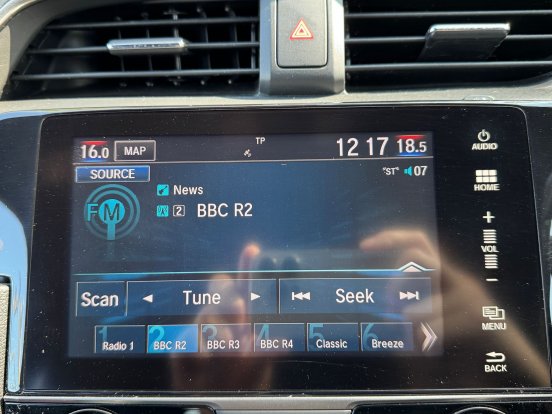 TP
16.0 MAP 12 17 18.5
SOURCE "ST" 07
News
FM 2 BBC R2
Scan Tune Seek
1 2 3 4 5 6
Radio 1 BBC R2 BBC R3 BBC R4 Classic Breeze
AUDIO
HOME
+
VOL
−
MENU
BACK